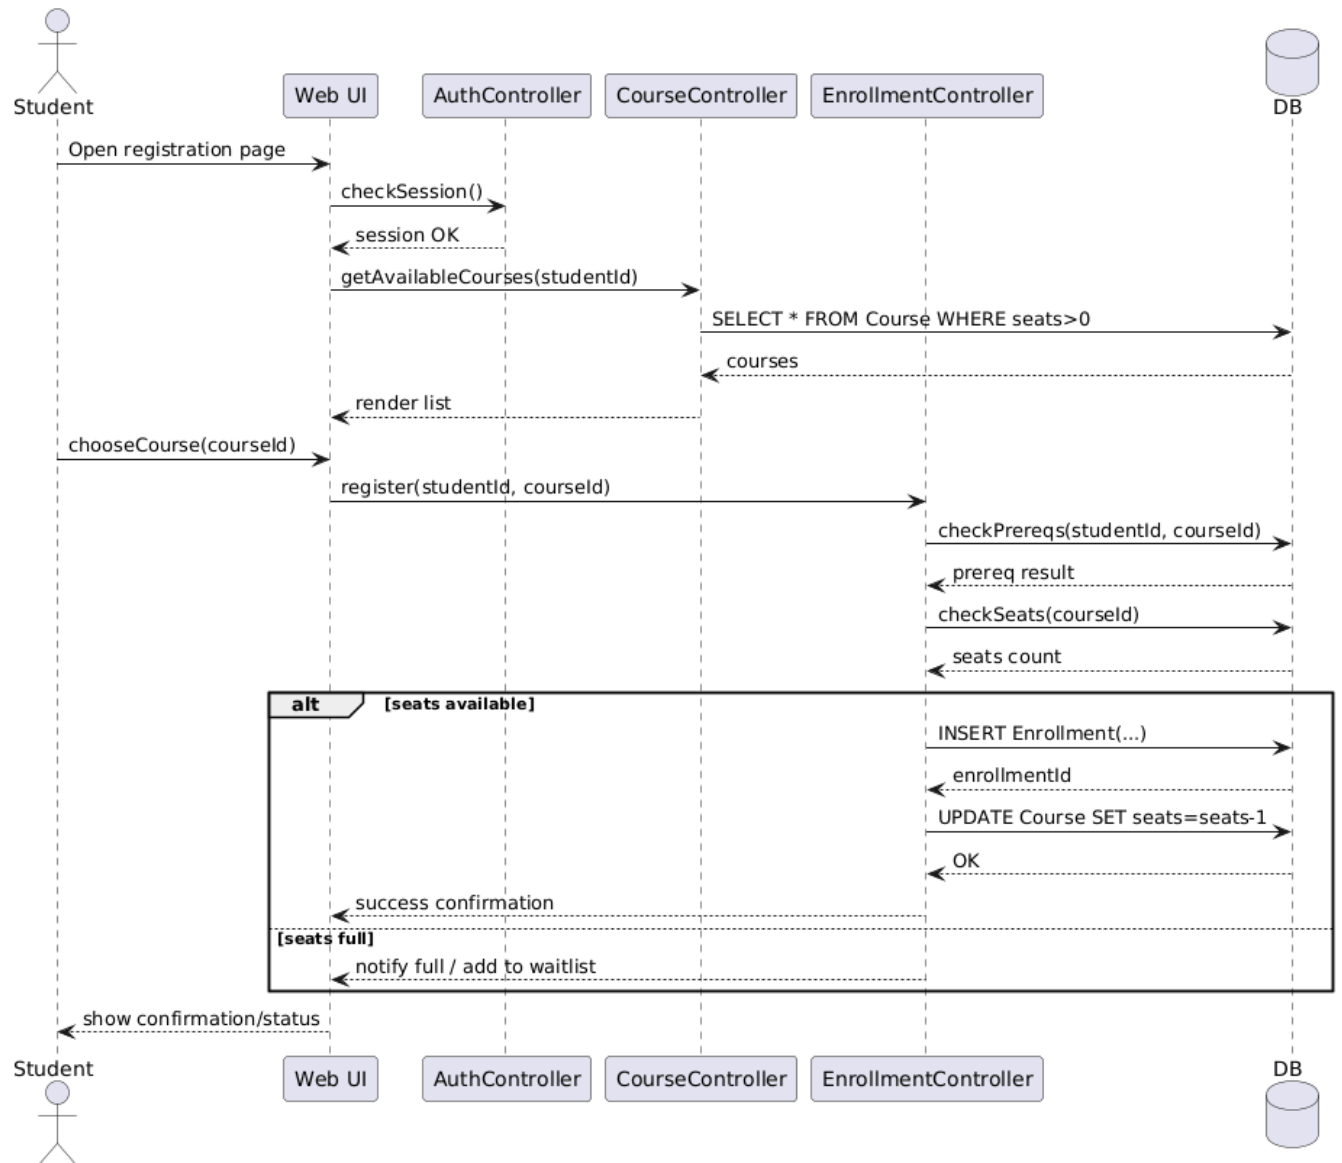 Student
Web UI
AuthController
CourseController
EnrollmentController
DB
Open registration page
checkSession()
session OK
getAvailableCourses(studentId)
SELECT * FROM Course WHERE seats>0
courses
render list
chooseCourse(courseId)
register(studentId, courseId)
checkPrereqs(studentId, courseId)
prereq result
checkSeats(courseId)
seats count
alt [seats available]
INSERT Enrollment(...)
enrollmentId
UPDATE Course SET seats=seats-1
OK
success confirmation
[seats full]
notify full / add to waitlist
show confirmation/status
Student
Web UI
AuthController
CourseController
EnrollmentController
DB